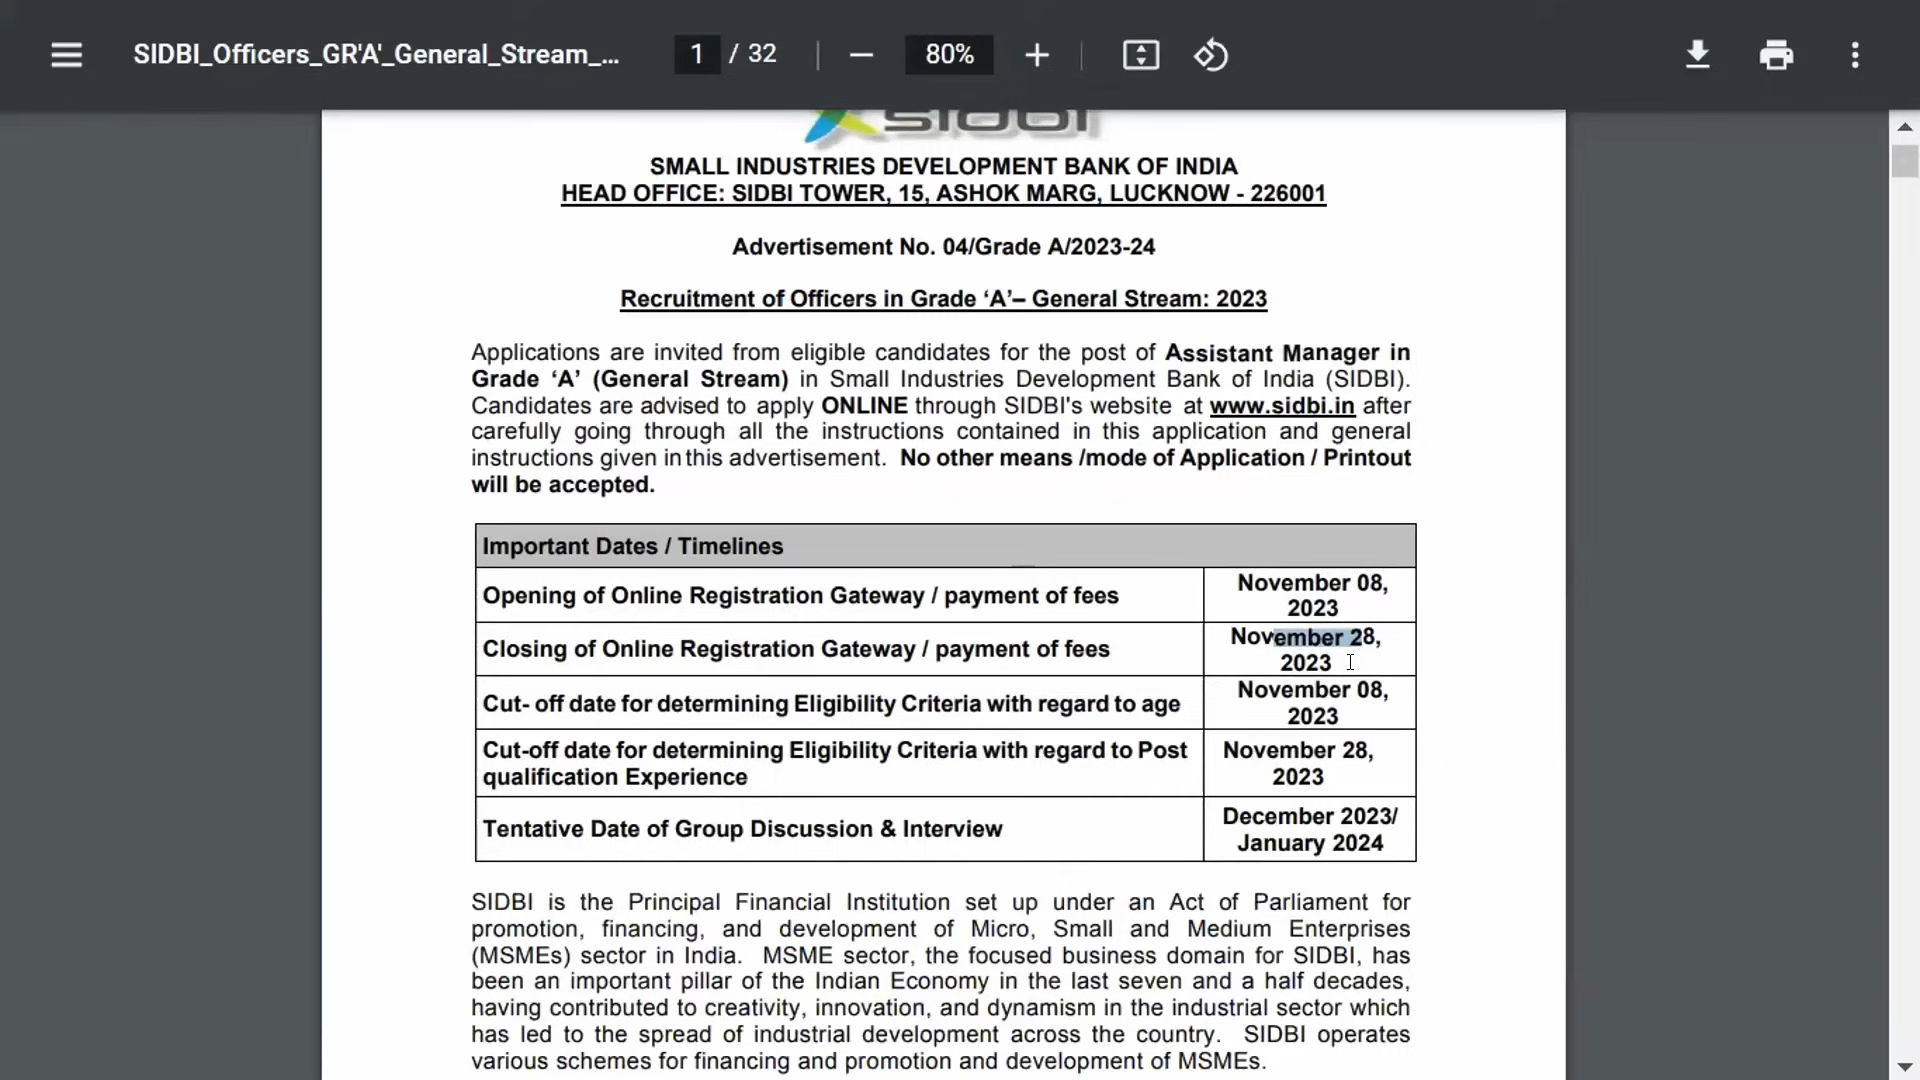 SIDBI_Officers_GR'A'_General_Stream_...
1 / 32
80%
sidbi
SMALL INDUSTRIES DEVELOPMENT BANK OF INDIA
HEAD OFFICE: SIDBI TOWER, 15, ASHOK MARG, LUCKNOW - 226001
Advertisement No. 04/Grade A/2023-24
Recruitment of Officers in Grade ‘A’– General Stream: 2023
Applications are invited from eligible candidates for the post of Assistant Manager in
Grade ‘A’ (General Stream) in Small Industries Development Bank of India (SIDBI).
Candidates are advised to apply ONLINE through SIDBI's website at www.sidbi.in after
carefully going through all the instructions contained in this application and general
instructions given in this advertisement. No other means /mode of Application / Printout
will be accepted.
Important Dates / Timelines
Opening of Online Registration Gateway / payment of fees
November 08,
2023
Closing of Online Registration Gateway / payment of fees
November 28,
2023
Cut- off date for determining Eligibility Criteria with regard to age
November 08,
2023
Cut-off date for determining Eligibility Criteria with regard to Post
qualification Experience
November 28,
2023
Tentative Date of Group Discussion & Interview
December 2023/
January 2024
SIDBI is the Principal Financial Institution set up under an Act of Parliament for
promotion, financing, and development of Micro, Small and Medium Enterprises
(MSMEs) sector in India. MSME sector, the focused business domain for SIDBI, has
been an important pillar of the Indian Economy in the last seven and a half decades,
having contributed to creativity, innovation, and dynamism in the industrial sector which
has led to the spread of industrial development across the country. SIDBI operates
various schemes for financing and promotion and development of MSMEs.